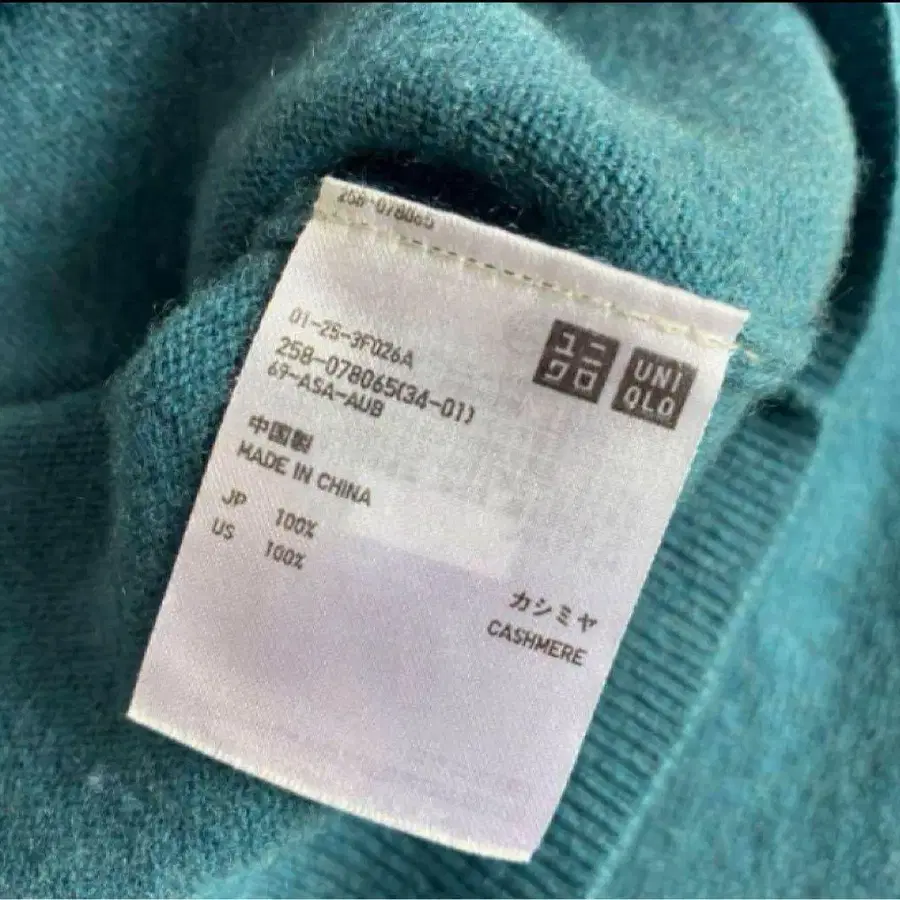 258-078065
ユニ
クロ
UNI
QLO
01-25-3F026A
258-078065(34-01)
69-ASA-AUB
中国製
MADE IN CHINA
JP 100%
US 100%
カシミヤ
CASHMERE